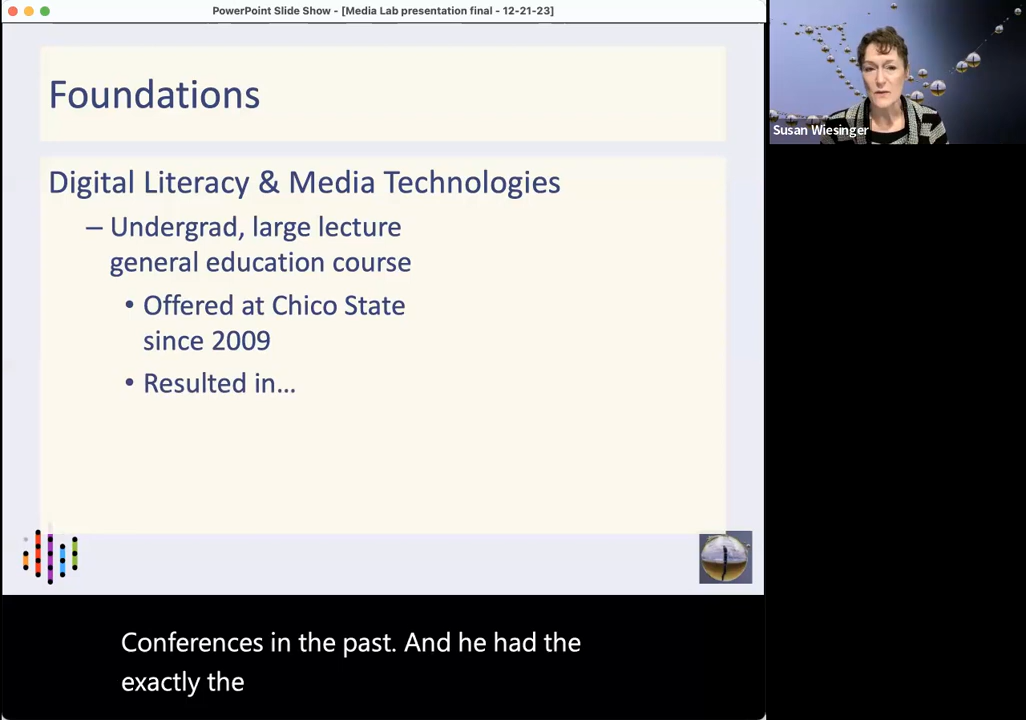 PowerPoint Slide Show - [Media Lab presentation final - 12-21-23]
Foundations
Digital Literacy & Media Technologies
– Undergrad, large lecture
general education course
• Offered at Chico State
since 2009
• Resulted in...
Susan Wiesinger
Conferences in the past. And he had the
exactly the